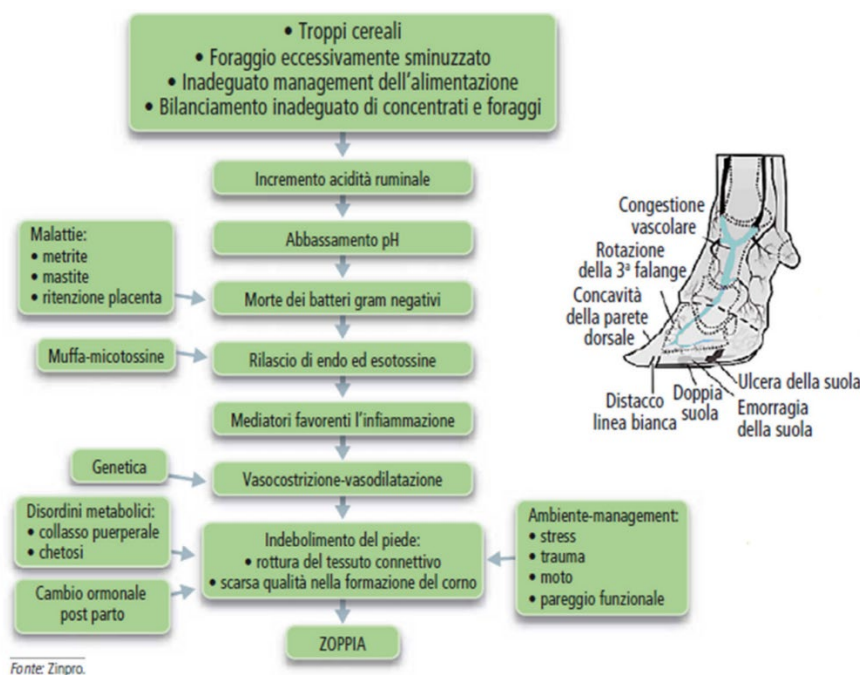 • Troppi cereali
• Foraggio eccessivamente sminuzzato
• Inadeguato management dell'alimentazione
• Bilanciamento inadeguato di concentrati e foraggi
Incremento acidità ruminale
Abbassamento pH
Malattie:
• metrite
• mastite
• ritenzione placenta
Morte dei batteri gram negativi
Muffa-micotossine
Rilascio di endo ed esotossine
Mediatori favorenti l'infiammazione
Genetica
Vasocostrizione-vasodilatazione
Disordini metabolici:
• collasso puerperale
• chetosi
Indebolimento del piede:
• rottura del tessuto connettivo
• scarsa qualità nella formazione del corno
Ambiente-management:
• stress
• trauma
• moto
• pareggio funzionale
Cambio ormonale
post parto
ZOPPIA
Congestione
vascolare
Rotazione
della 3ª falange
Concavità
della parete
dorsale
Distacco
linea bianca
Doppia
suola
Ulcera della suola
Emorragia
della suola
Fonte: Zinpro.